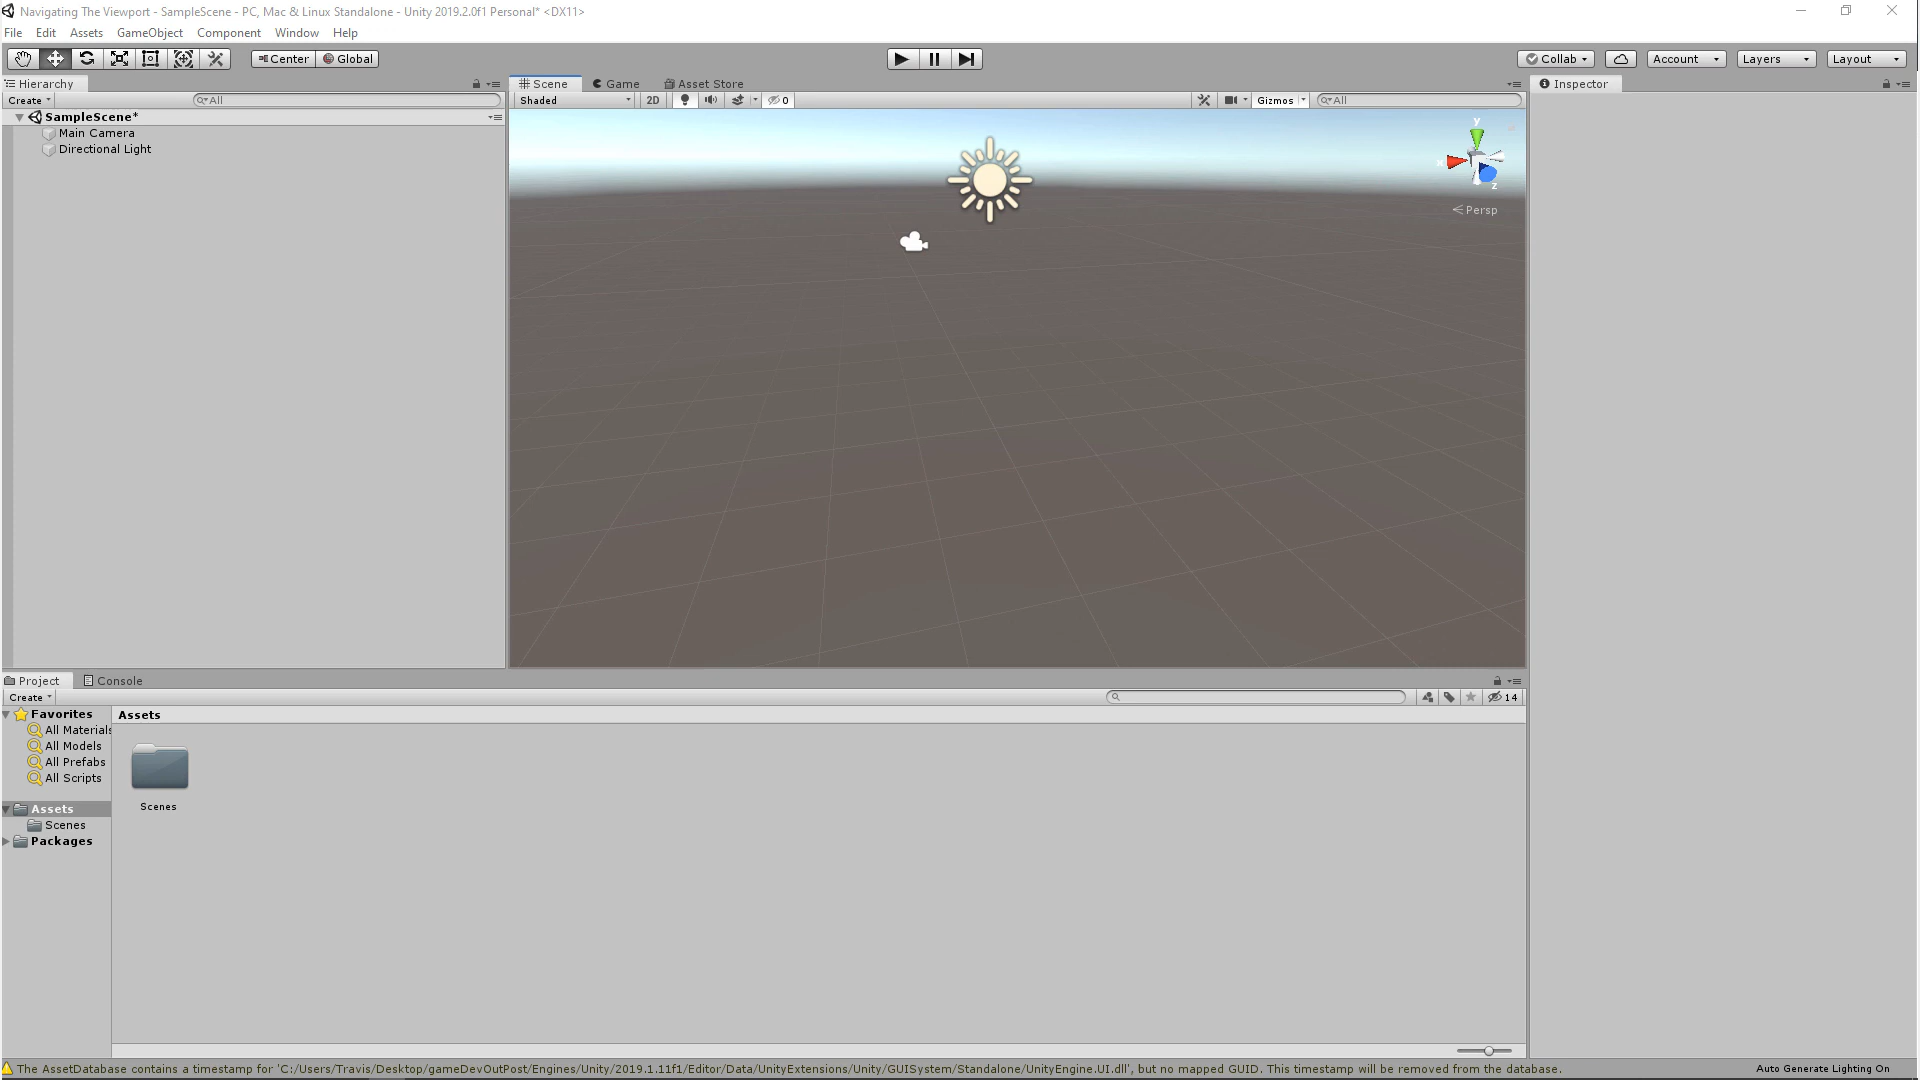 Navigating The Viewport - SampleScene - PC, Mac & Linux Standalone - Unity 2019.2.0f1 Personal* <DX11>
File Edit Assets GameObject Component Window Help
Center Global Collab Account Layers Layout
Hierarchy
Create All
SampleScene*
Main Camera
Directional Light
Scene Game Asset Store
Shaded 2D 0 Gizmos All
y
x
z
Persp
Inspector
Project Console
Create 14
Favorites
All Materials
All Models
All Prefabs
All Scripts
Assets
Scenes
Packages
Assets
Scenes
The AssetDatabase contains a timestamp for 'C:/Users/Travis/Desktop/gameDevOutPost/Engines/Unity/2019.1.11f1/Editor/Data/UnityExtensions/Unity/GUISystem/Standalone/UnityEngine.UI.dll', but no mapped GUID. This timestamp will be removed from the database.
Auto Generate Lighting On